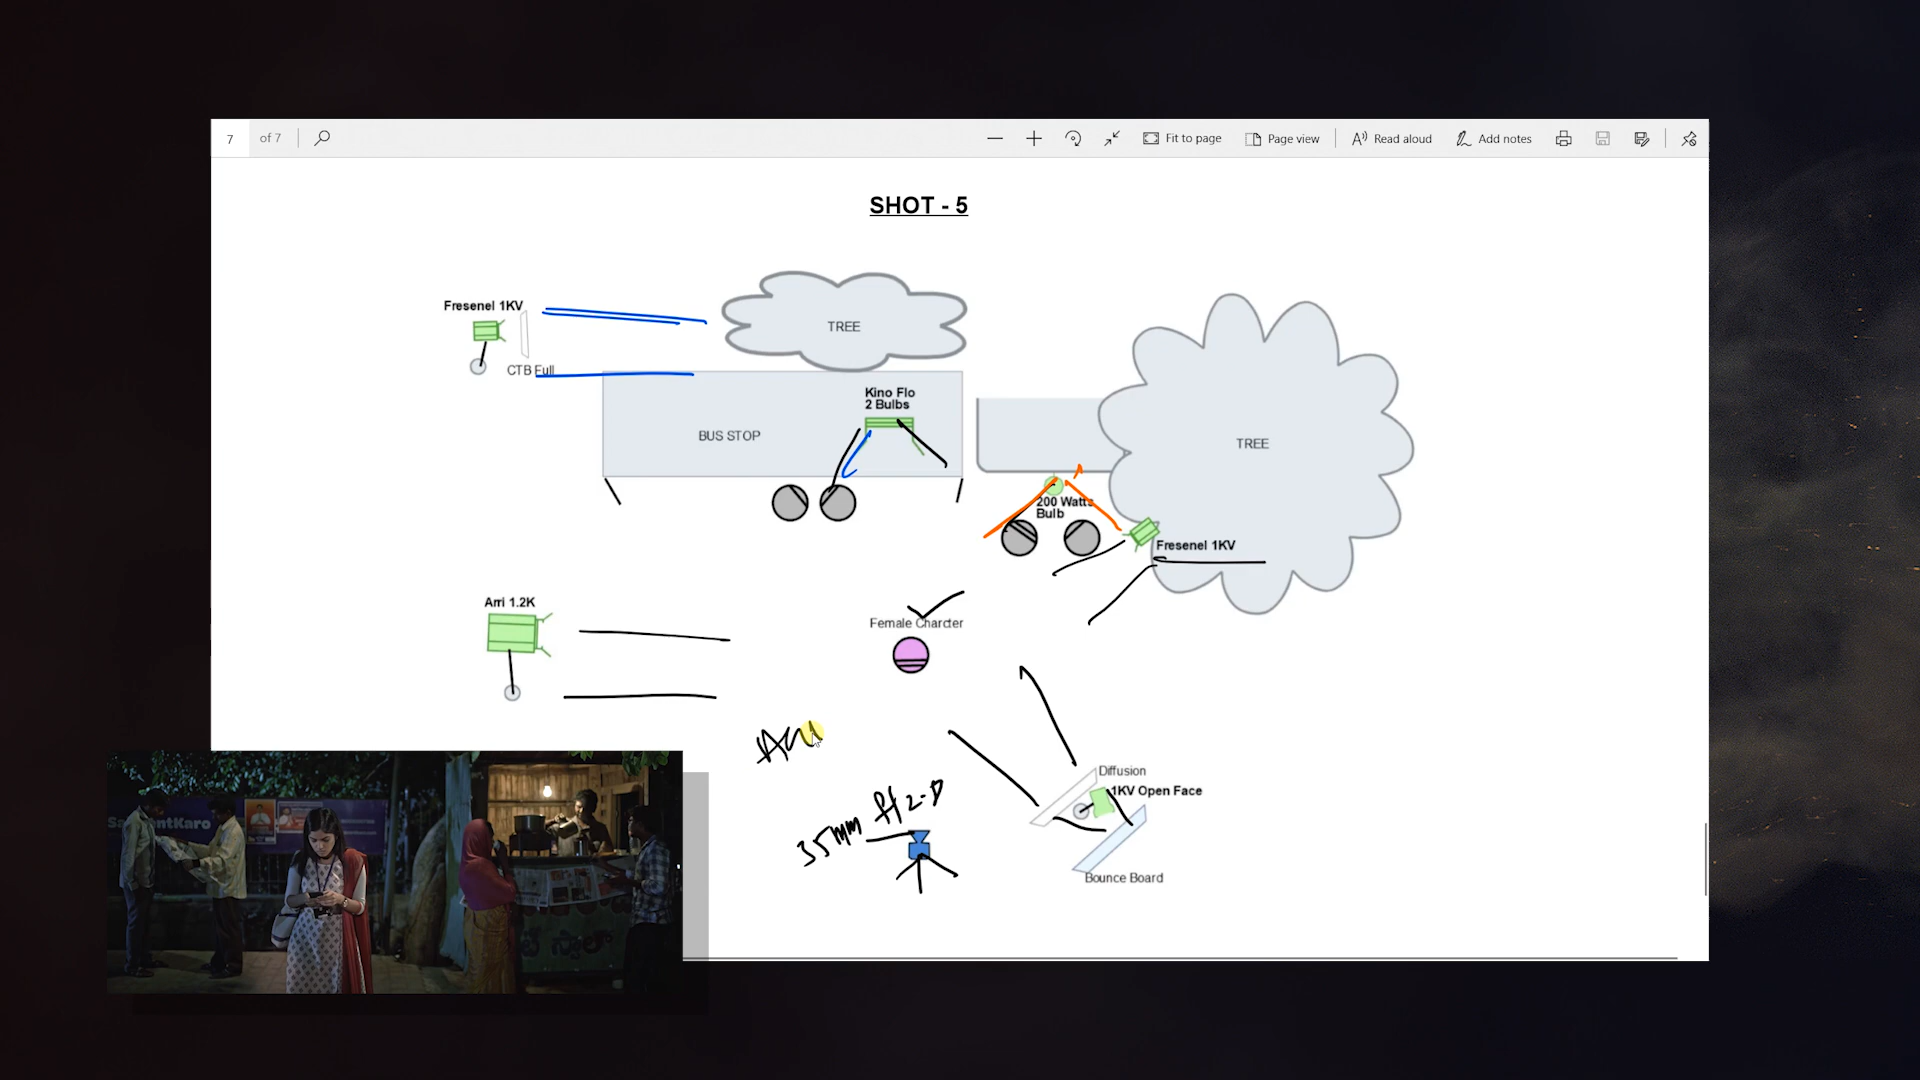 7 of 7
Fit to page
Page view
Read aloud
Add notes
SHOT - 5
Fresenel 1KV
TREE
CTB Full
Kino Flo
2 Bulbs
BUS STOP
TREE
200 Watts
Bulb
Fresenel 1KV
Arri 1.2K
Female Charcter
Diffusion
1KV Open Face
35mm
Bounce Board